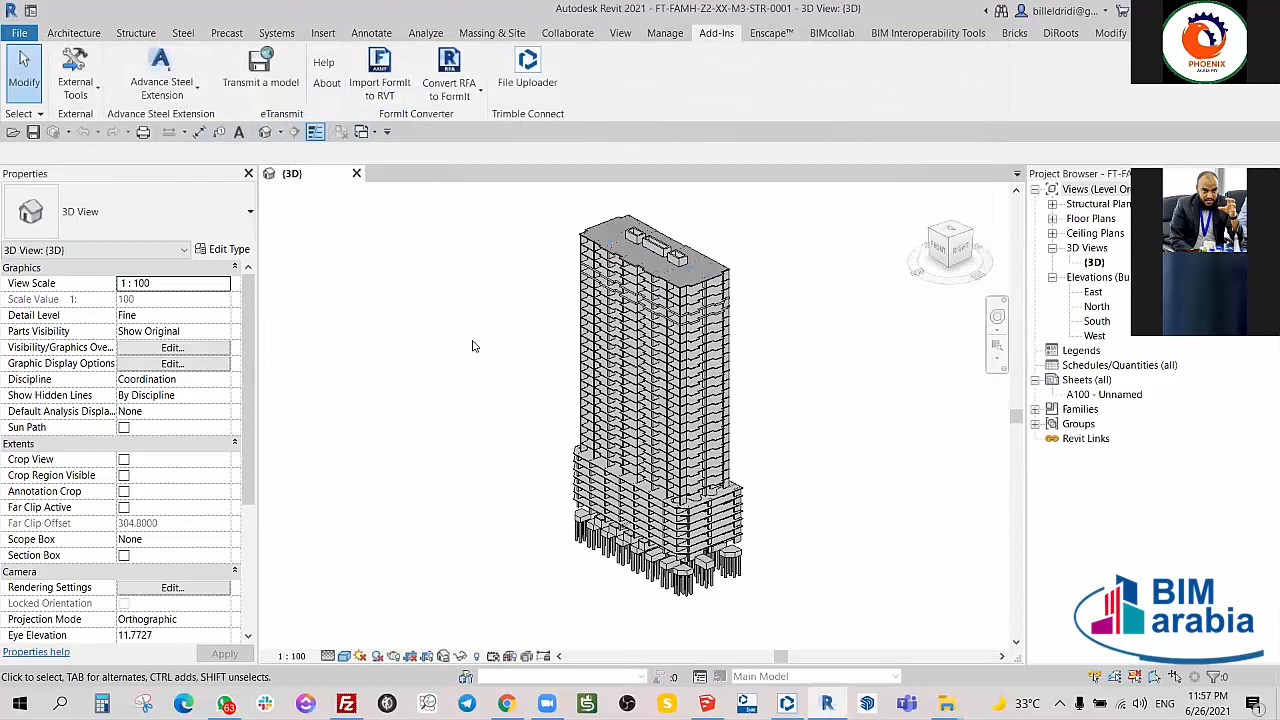 Autodesk Revit 2021 - FT-FAMH-Z2-XX-M3-STR-0001 - 3D View: {3D}
billeldridi@g...
File Architecture Structure Steel Precast Systems Insert Annotate Analyze Massing & Site Collaborate View Manage Add-Ins Enscape™ BIMcollab BIM Interoperability Tools Bricks DiRoots Modify
Modify
External Tools
Advance Steel Extension
Transmit a model
Help
About
Import FormIt to RVT
Convert RFA to FormIt
File Uploader
Select External Advance Steel Extension eTransmit FormIt Converter Trimble Connect
PHOENIX
Properties
{3D}
Project Browser - FT-FAM
3D View
3D View: {3D} Edit Type
Graphics
View Scale 1 : 100
Scale Value 1: 100
Detail Level Fine
Parts Visibility Show Original
Visibility/Graphics Ove... Edit...
Graphic Display Options Edit...
Discipline Coordination
Show Hidden Lines By Discipline
Default Analysis Displa... None
Sun Path
Extents
Crop View
Crop Region Visible
Annotation Crop
Far Clip Active
Far Clip Offset 304.8000
Scope Box None
Section Box
Camera
Rendering Settings Edit...
Locked Orientation
Projection Mode Orthographic
Eye Elevation 11.7727
Properties help Apply
FRONT RIGHT
Views (Level Or
Structural Plan
Floor Plans
Ceiling Plans
3D Views
{3D}
Elevations (Bu
East
North
South
West
Legends
Schedules/Quantities (all)
Sheets (all)
A100 - Unnamed
Families
Groups
Revit Links
BIM
arabia
1 : 100
Click to select, TAB for alternates, CTRL adds, SHIFT unselects.
:0
Main Model
:0
63
33°C
ENG
11:57 PM
6/26/2021